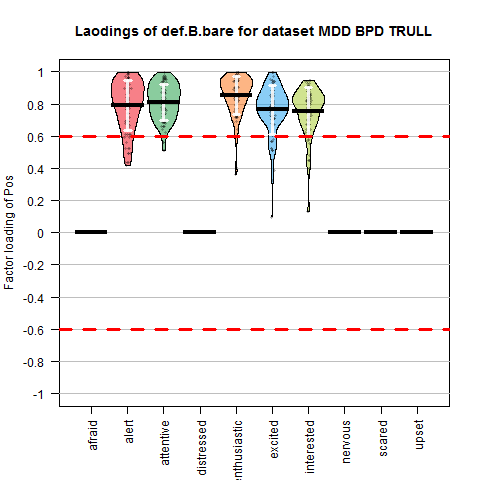 Laodings of def.B.bare for dataset MDD BPD TRULL
Factor loading of Pos
1
0.8
0.6
0.4
0.2
0
-0.2
-0.4
-0.6
-0.8
-1
afraid
alert
attentive
distressed
enthusiastic
excited
interested
nervous
scared
upset